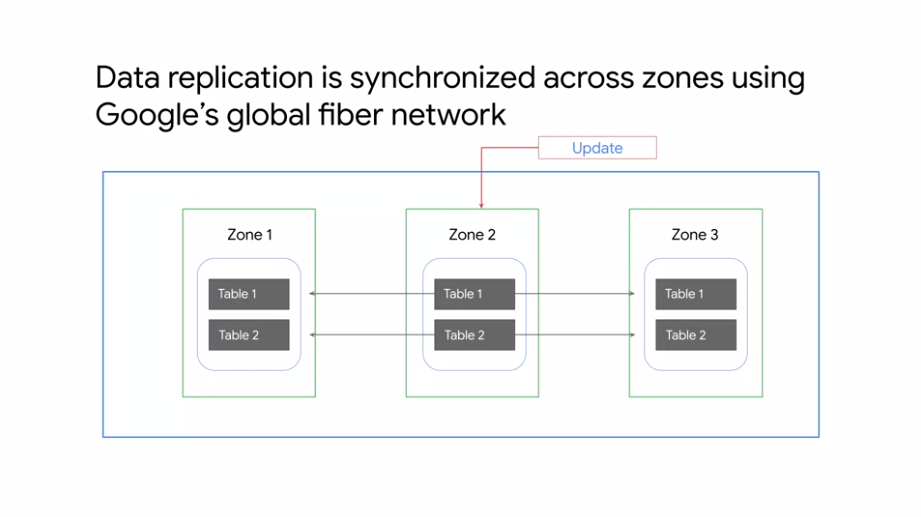 Data replication is synchronized across zones using
Google's global fiber network
Update
Zone 1
Zone 2
Zone 3
Table 1
Table 1
Table 1
Table 2
Table 2
Table 2